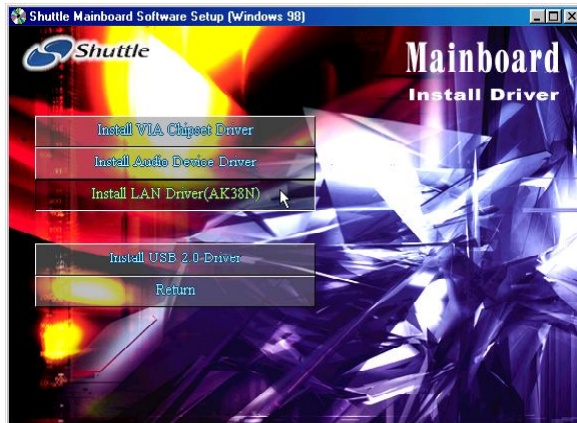 Shuttle Mainboard Software Setup (Windows 98)
Shuttle
Mainboard
Install Driver
Install VIA Chipset Driver
Install Audio Device Driver
Install LAN Driver(AK38N)
Install USB 2.0 Driver
Return